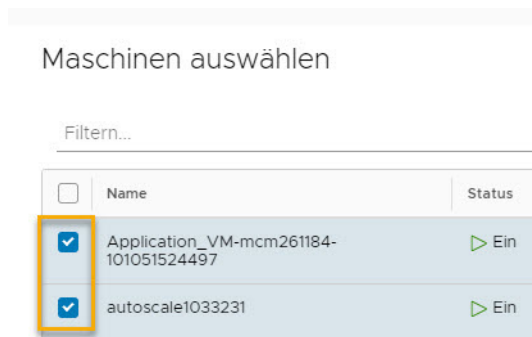 Maschinen auswählen
Filtern...
Name Status
Application_VM-mcm261184- Ein
101051524497
autoscale1033231 Ein